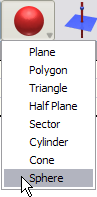 Plane
Polygon
Triangle
Half Plane
Sector
Cylinder
Cone
Sphere